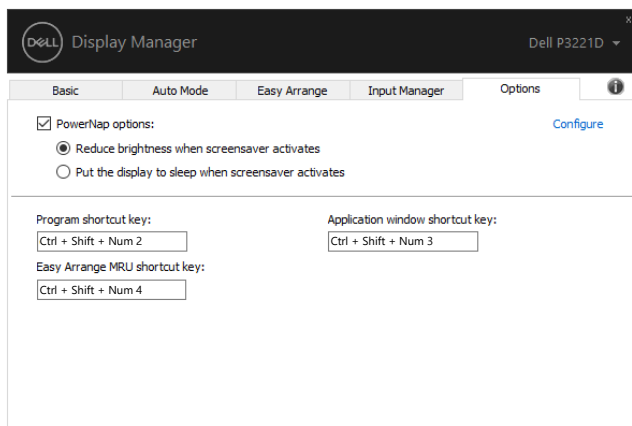 DELL Display Manager
x
Dell P3221D
Basic Auto Mode Easy Arrange Input Manager Options
PowerNap options:
Configure
Reduce brightness when screensaver activates
Put the display to sleep when screensaver activates
Program shortcut key:
Application window shortcut key:
Ctrl + Shift + Num 2
Ctrl + Shift + Num 3
Easy Arrange MRU shortcut key:
Ctrl + Shift + Num 4